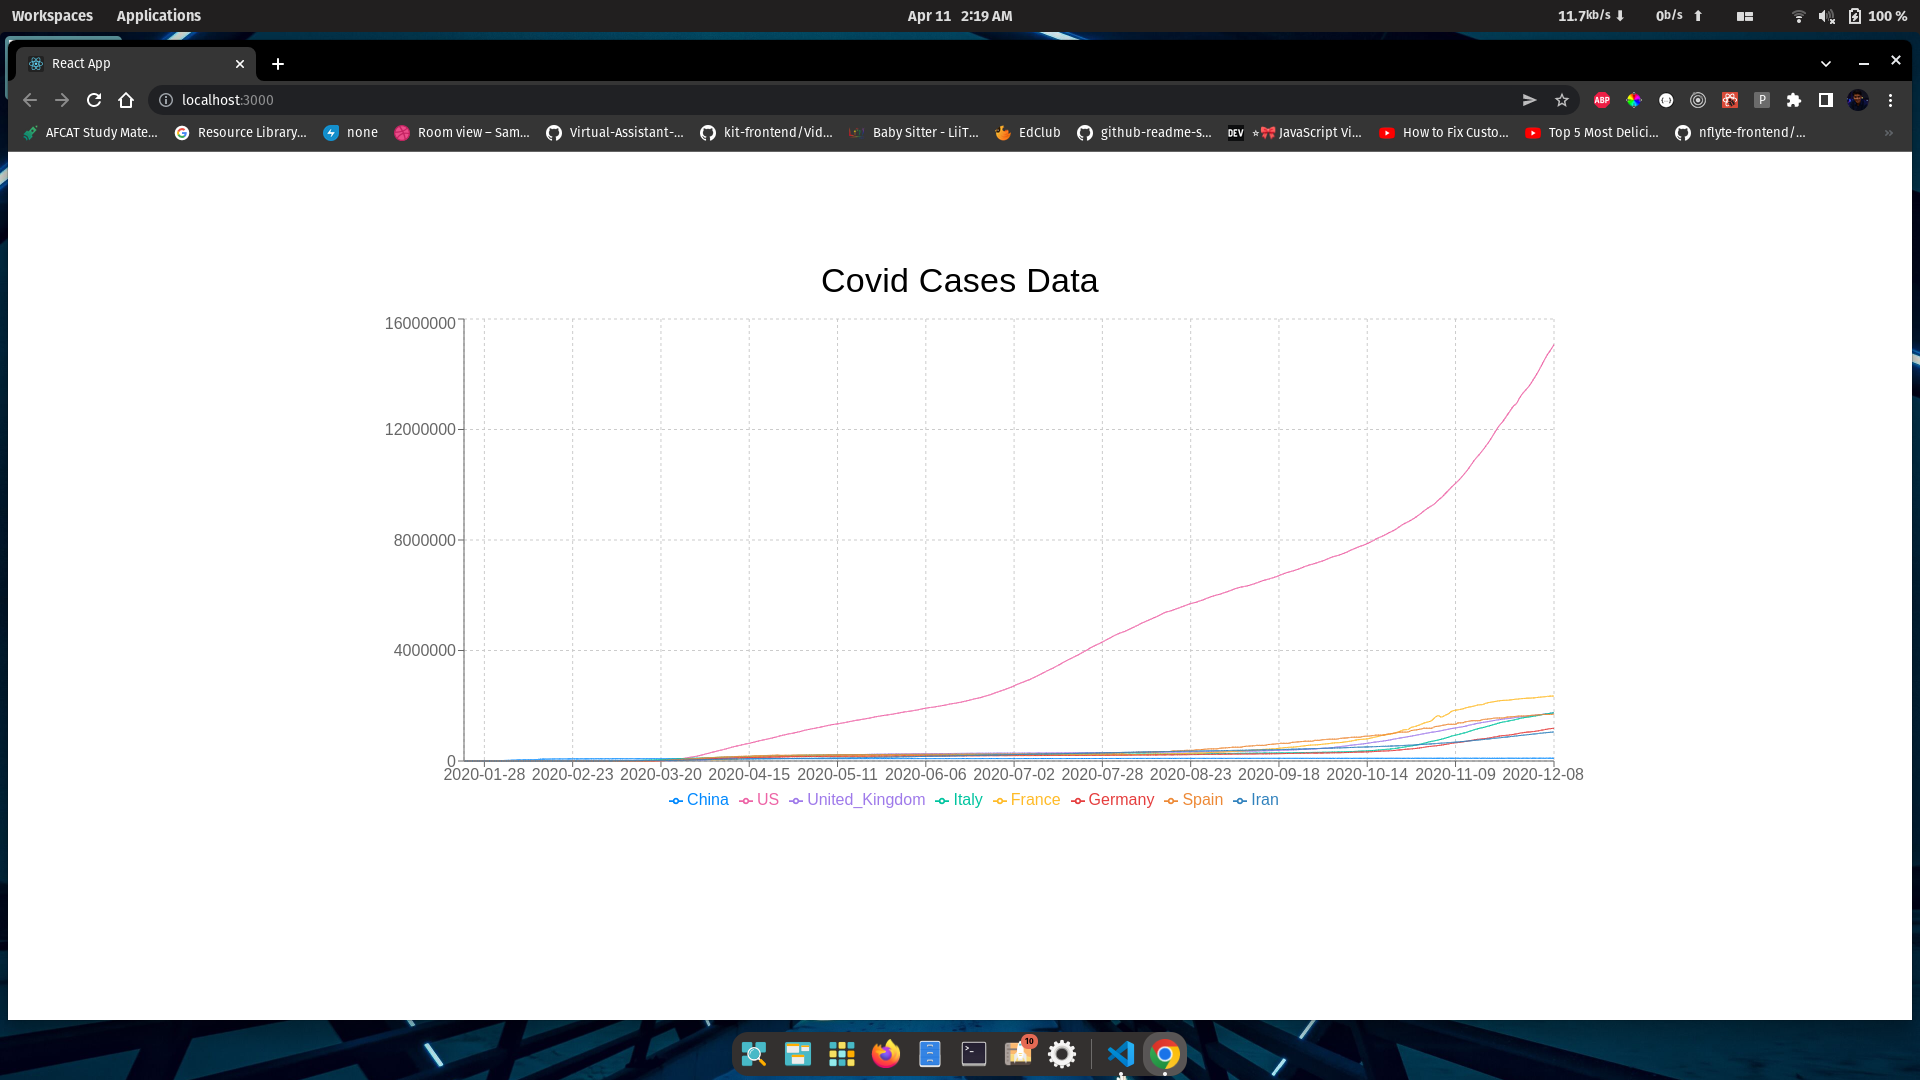 Workspaces Applications Apr 11 2:19 AM 11.7kb/s 0b/s 100 %
React App
localhost:3000 ABP P
AFCAT Study Mate... Resource Library... none Room view – Sam... Virtual-Assistant-... kit-frontend/Vid... Baby Sitter - LiiT... EdClub github-readme-s... DEV ⭐🎀 JavaScript Vi... How to Fix Custo... Top 5 Most Delici... nflyte-frontend/... »
Covid Cases Data
16000000
12000000
8000000
4000000
0
2020-01-28 2020-02-23 2020-03-20 2020-04-15 2020-05-11 2020-06-06 2020-07-02 2020-07-28 2020-08-23 2020-09-18 2020-10-14 2020-11-09 2020-12-08
China US United_Kingdom Italy France Germany Spain Iran
10